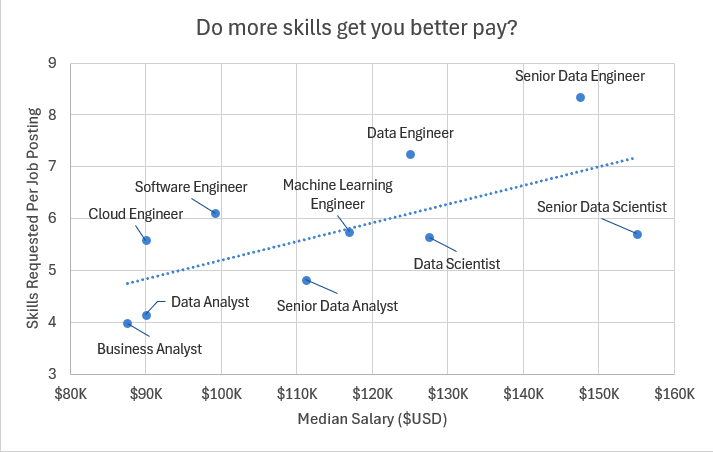 Do more skills get you better pay?
Skills Requested Per Job Posting
9
8
7
6
5
4
3
Senior Data Engineer
Data Engineer
Software Engineer
Machine Learning
Engineer
Cloud Engineer
Senior Data Scientist
Data Scientist
Data Analyst
Senior Data Analyst
Business Analyst
$80K $90K $100K $110K $120K $130K $140K $150K $160K
Median Salary ($USD)